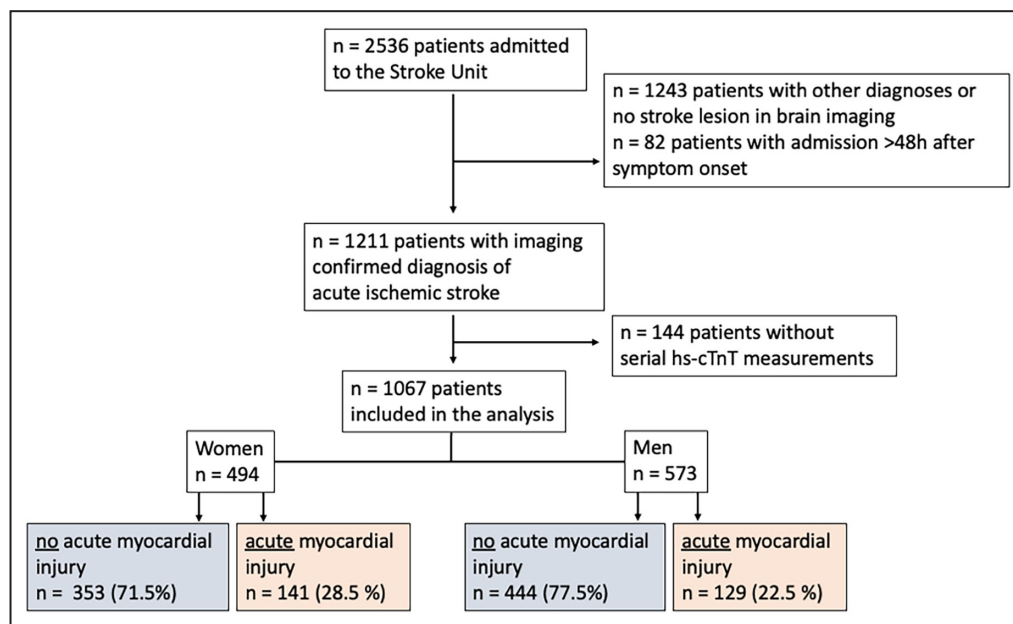 n = 2536 patients admitted
to the Stroke Unit
n = 1243 patients with other diagnoses or
no stroke lesion in brain imaging
n = 82 patients with admission >48h after
symptom onset
n = 1211 patients with imaging
confirmed diagnosis of
acute ischemic stroke
n = 144 patients without
serial hs-cTnT measurements
n = 1067 patients
included in the analysis
Women
n = 494
Men
n = 573
no acute myocardial
injury
n =  353 (71.5%)
acute myocardial
injury
n = 141 (28.5 %)
no acute myocardial
injury
n = 444 (77.5%)
acute myocardial
injury
n = 129 (22.5 %)